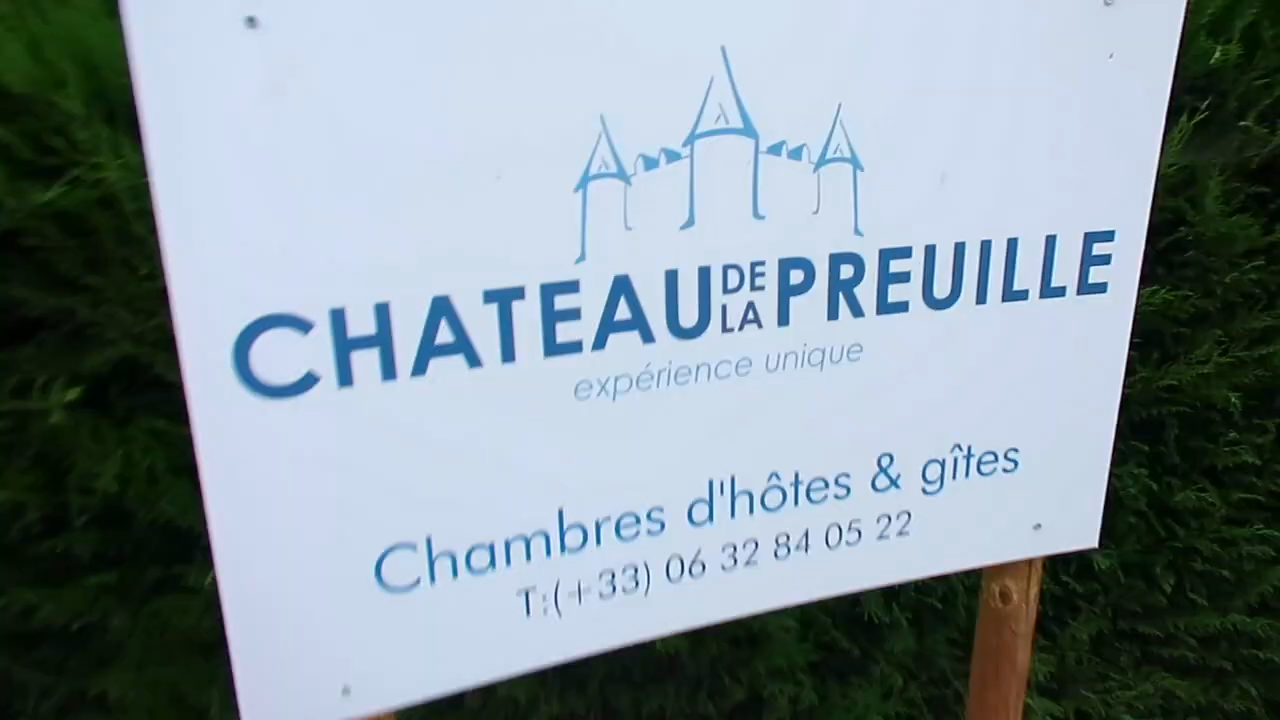 CHATEAU DE LA PREUILLE
expérience unique
Chambres d'hôtes & gîtes
T:(+33) 06 32 84 05 22